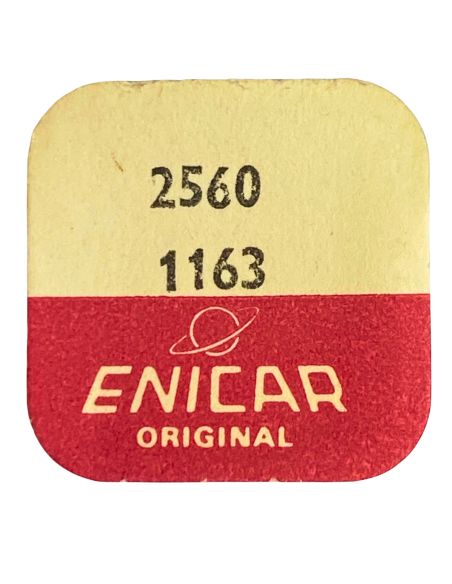 2560
1163
ENICAR
ORIGINAL